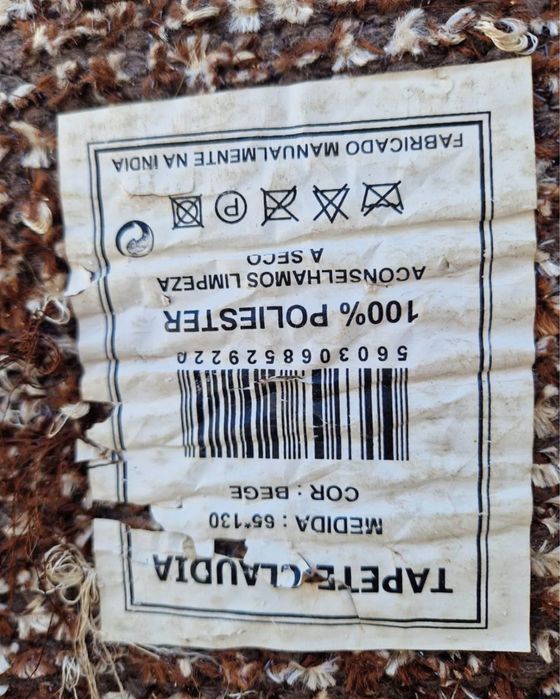 TAPETE CLAUDIA
MEDIDA : 65*130
COR : BEGE
5603068529220
100% POLIESTER
ACONSELHAMOS LIMPEZA
A SECO
P
FABRICADO MANUALMENTE NA INDIA